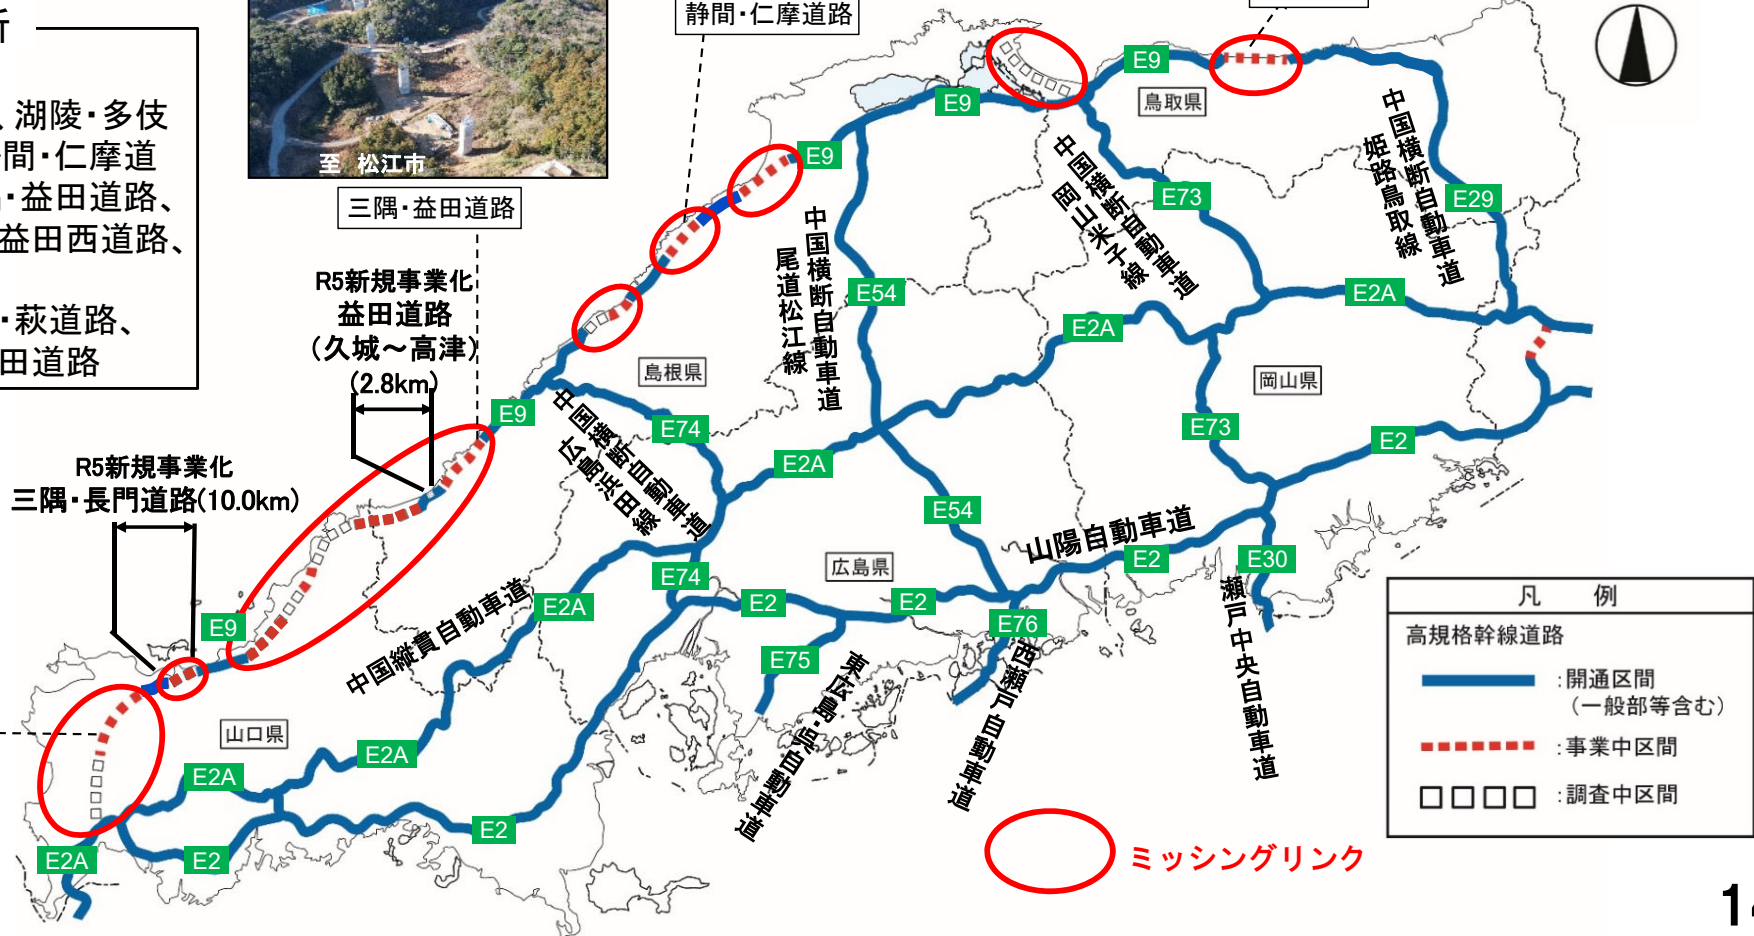 所
、湖陵・多伎
間・仁摩道
・益田道路、
益田西道路、
・萩道路、
田道路
至 松江市
静間・仁摩道路
三隅・益田道路
R5新規事業化
益田道路
（久城～高津）
(2.8km)
R5新規事業化
三隅・長門道路(10.0km)
E9
E9
E9
E9
E9
鳥取県
島根県
岡山県
広島県
山口県
中国横断自動車道
尾道松江線
中国横断自動車道
岡山米子線
中国横断自動車道
姫路鳥取線
中国横断自動車道
広島浜田線
中国縦貫自動車道
山陽自動車道
東広島・呉自動車道
西瀬戸自動車道
瀬戸中央自動車道
E73
E29
E54
E2A
E2A
E74
E2A
E73
E2
E54
E2
E30
E74
E2A
E2
E2
E76
E75
E2A
E2A
E2
E2A
E2
凡 例
高規格幹線道路
:開通区間
（一般部等含む）
:事業中区間
:調査中区間
ミッシングリンク